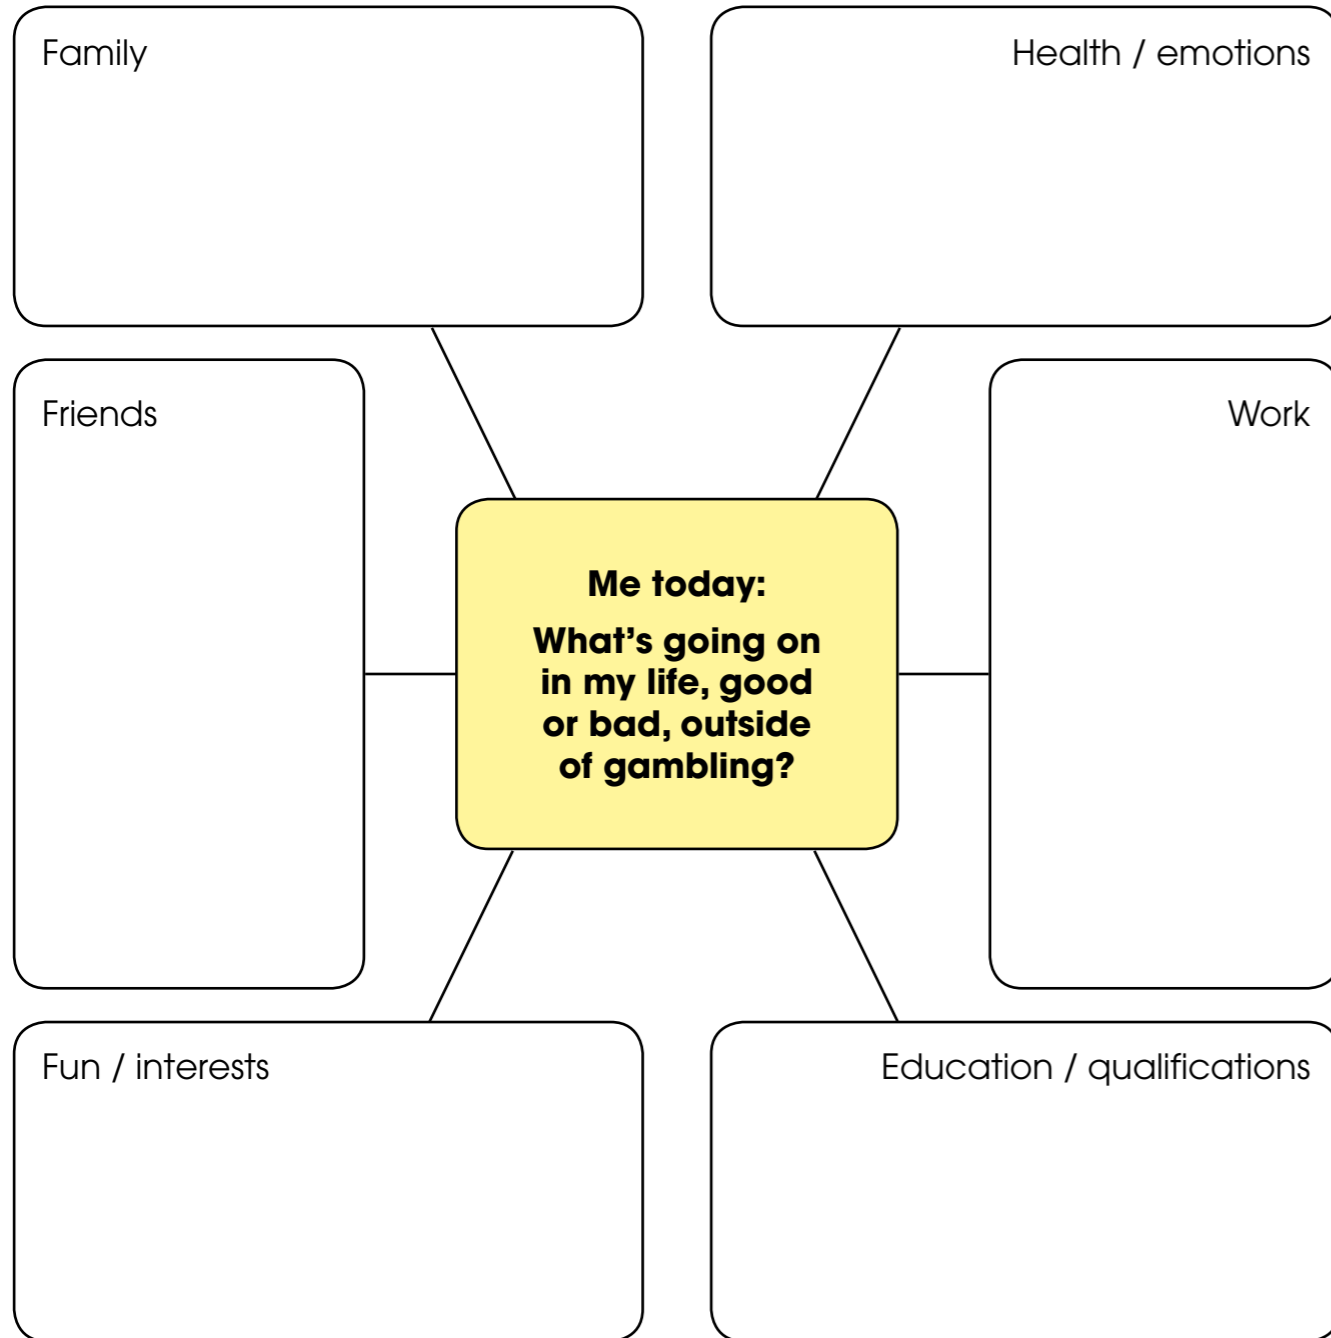 Family
Health / emotions
Friends
Work
Me today:
What’s going on
in my life, good
or bad, outside
of gambling?
Fun / interests
Education / qualifications